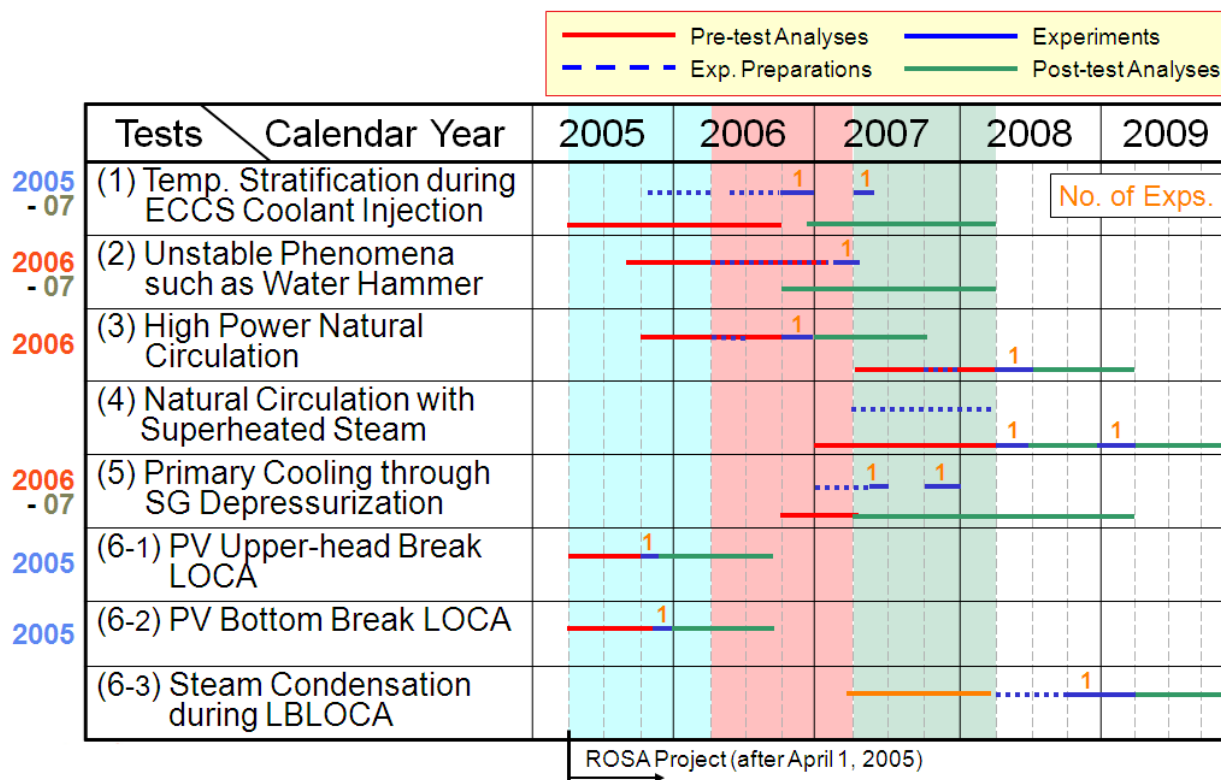 Pre-test Analyses
Experiments
Exp. Preparations
Post-test Analyses
Tests
Calendar Year
2005
2006
2007
2008
2009
2005
- 07
(1) Temp. Stratification during
ECCS Coolant Injection
1
1
No. of Exps.
2006
- 07
(2) Unstable Phenomena
such as Water Hammer
1
2006
(3) High Power Natural
Circulation
1
1
(4) Natural Circulation with
Superheated Steam
1
1
2006
- 07
(5) Primary Cooling through
SG Depressurization
1
1
2005
(6-1) PV Upper-head Break
LOCA
1
2005
(6-2) PV Bottom Break LOCA
1
(6-3) Steam Condensation
during LBLOCA
1
ROSA Project (after April 1, 2005)